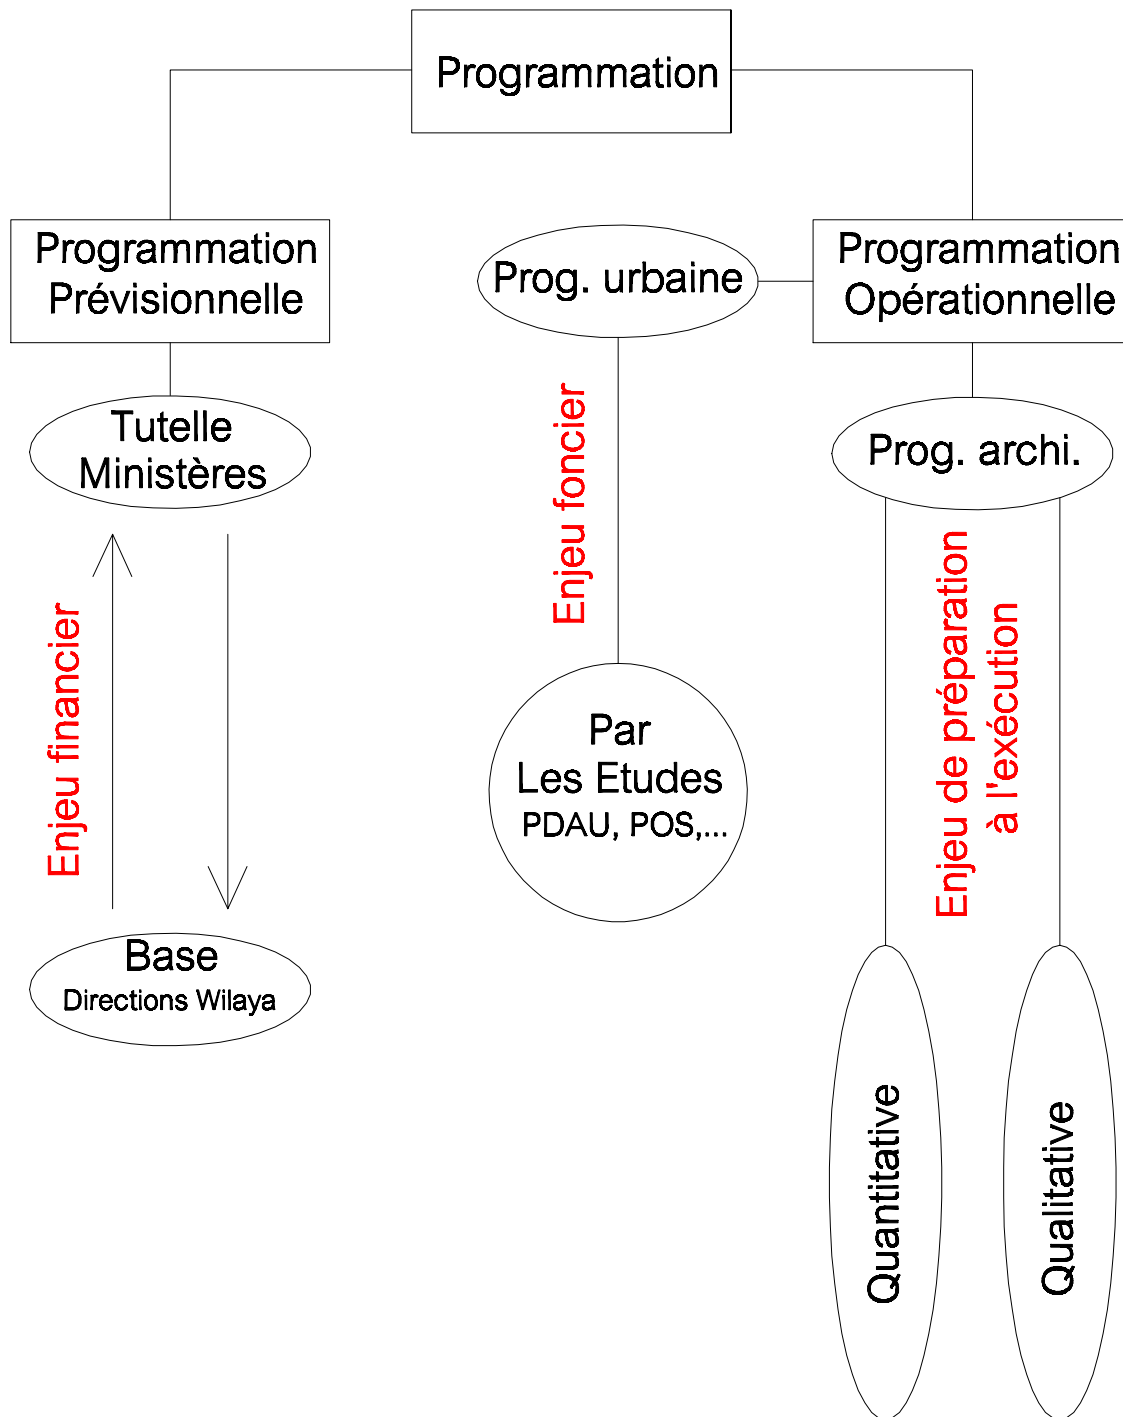 Programmation
Programmation
Prévisionnelle
Prog. urbaine
Programmation
Opérationnelle
Tutelle
Ministères
Prog. archi.
Enjeu financier
Enjeu foncier
Enjeu de préparation
à l'exécution
Par
Les Etudes
PDAU, POS,...
Base
Directions Wilaya
Quantitative
Qualitative